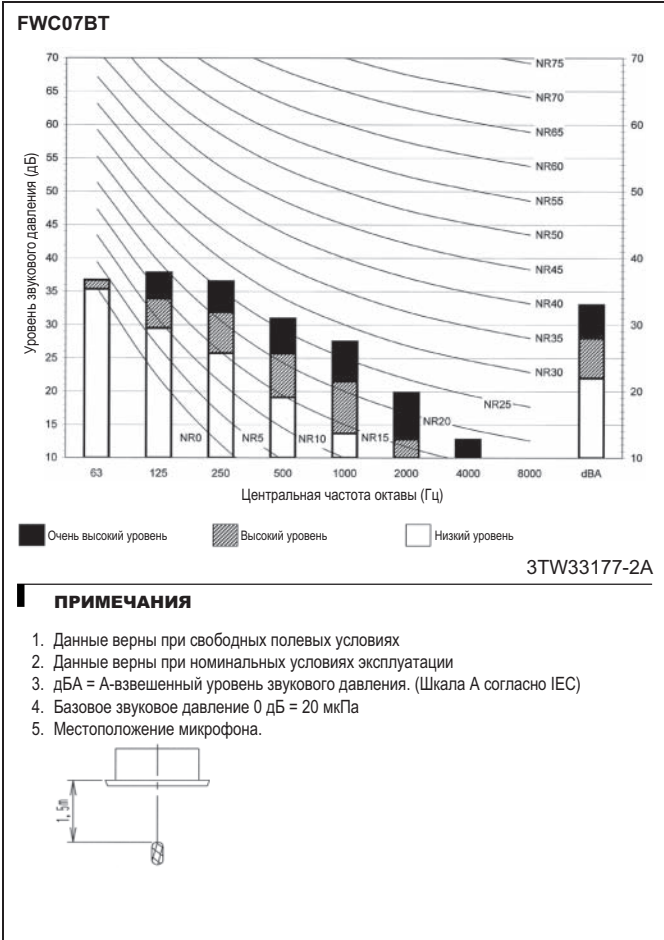 FWC07BT
Уровень звукового давления (дБ)
70
65
60
55
50
45
40
35
30
25
20
15
10
70
60
50
40
30
20
10
NR75
NR70
NR65
NR60
NR55
NR50
NR45
NR40
NR35
NR30
NR25
NR20
NR0 NR5 NR10 NR15
63 125 250 500 1000 2000 4000 8000 dBA
Центральная частота октавы (Гц)
Очень высокий уровень Высокий уровень Низкий уровень
3TW33177-2A
ПРИМЕЧАНИЯ
1. Данные верны при свободных полевых условиях
2. Данные верны при номинальных условиях эксплуатации
3. дБА = А-взвешенный уровень звукового давления. (Шкала А согласно IEC)
4. Базовое звуковое давление 0 дБ = 20 мкПа
5. Местоположение микрофона.
1,5m